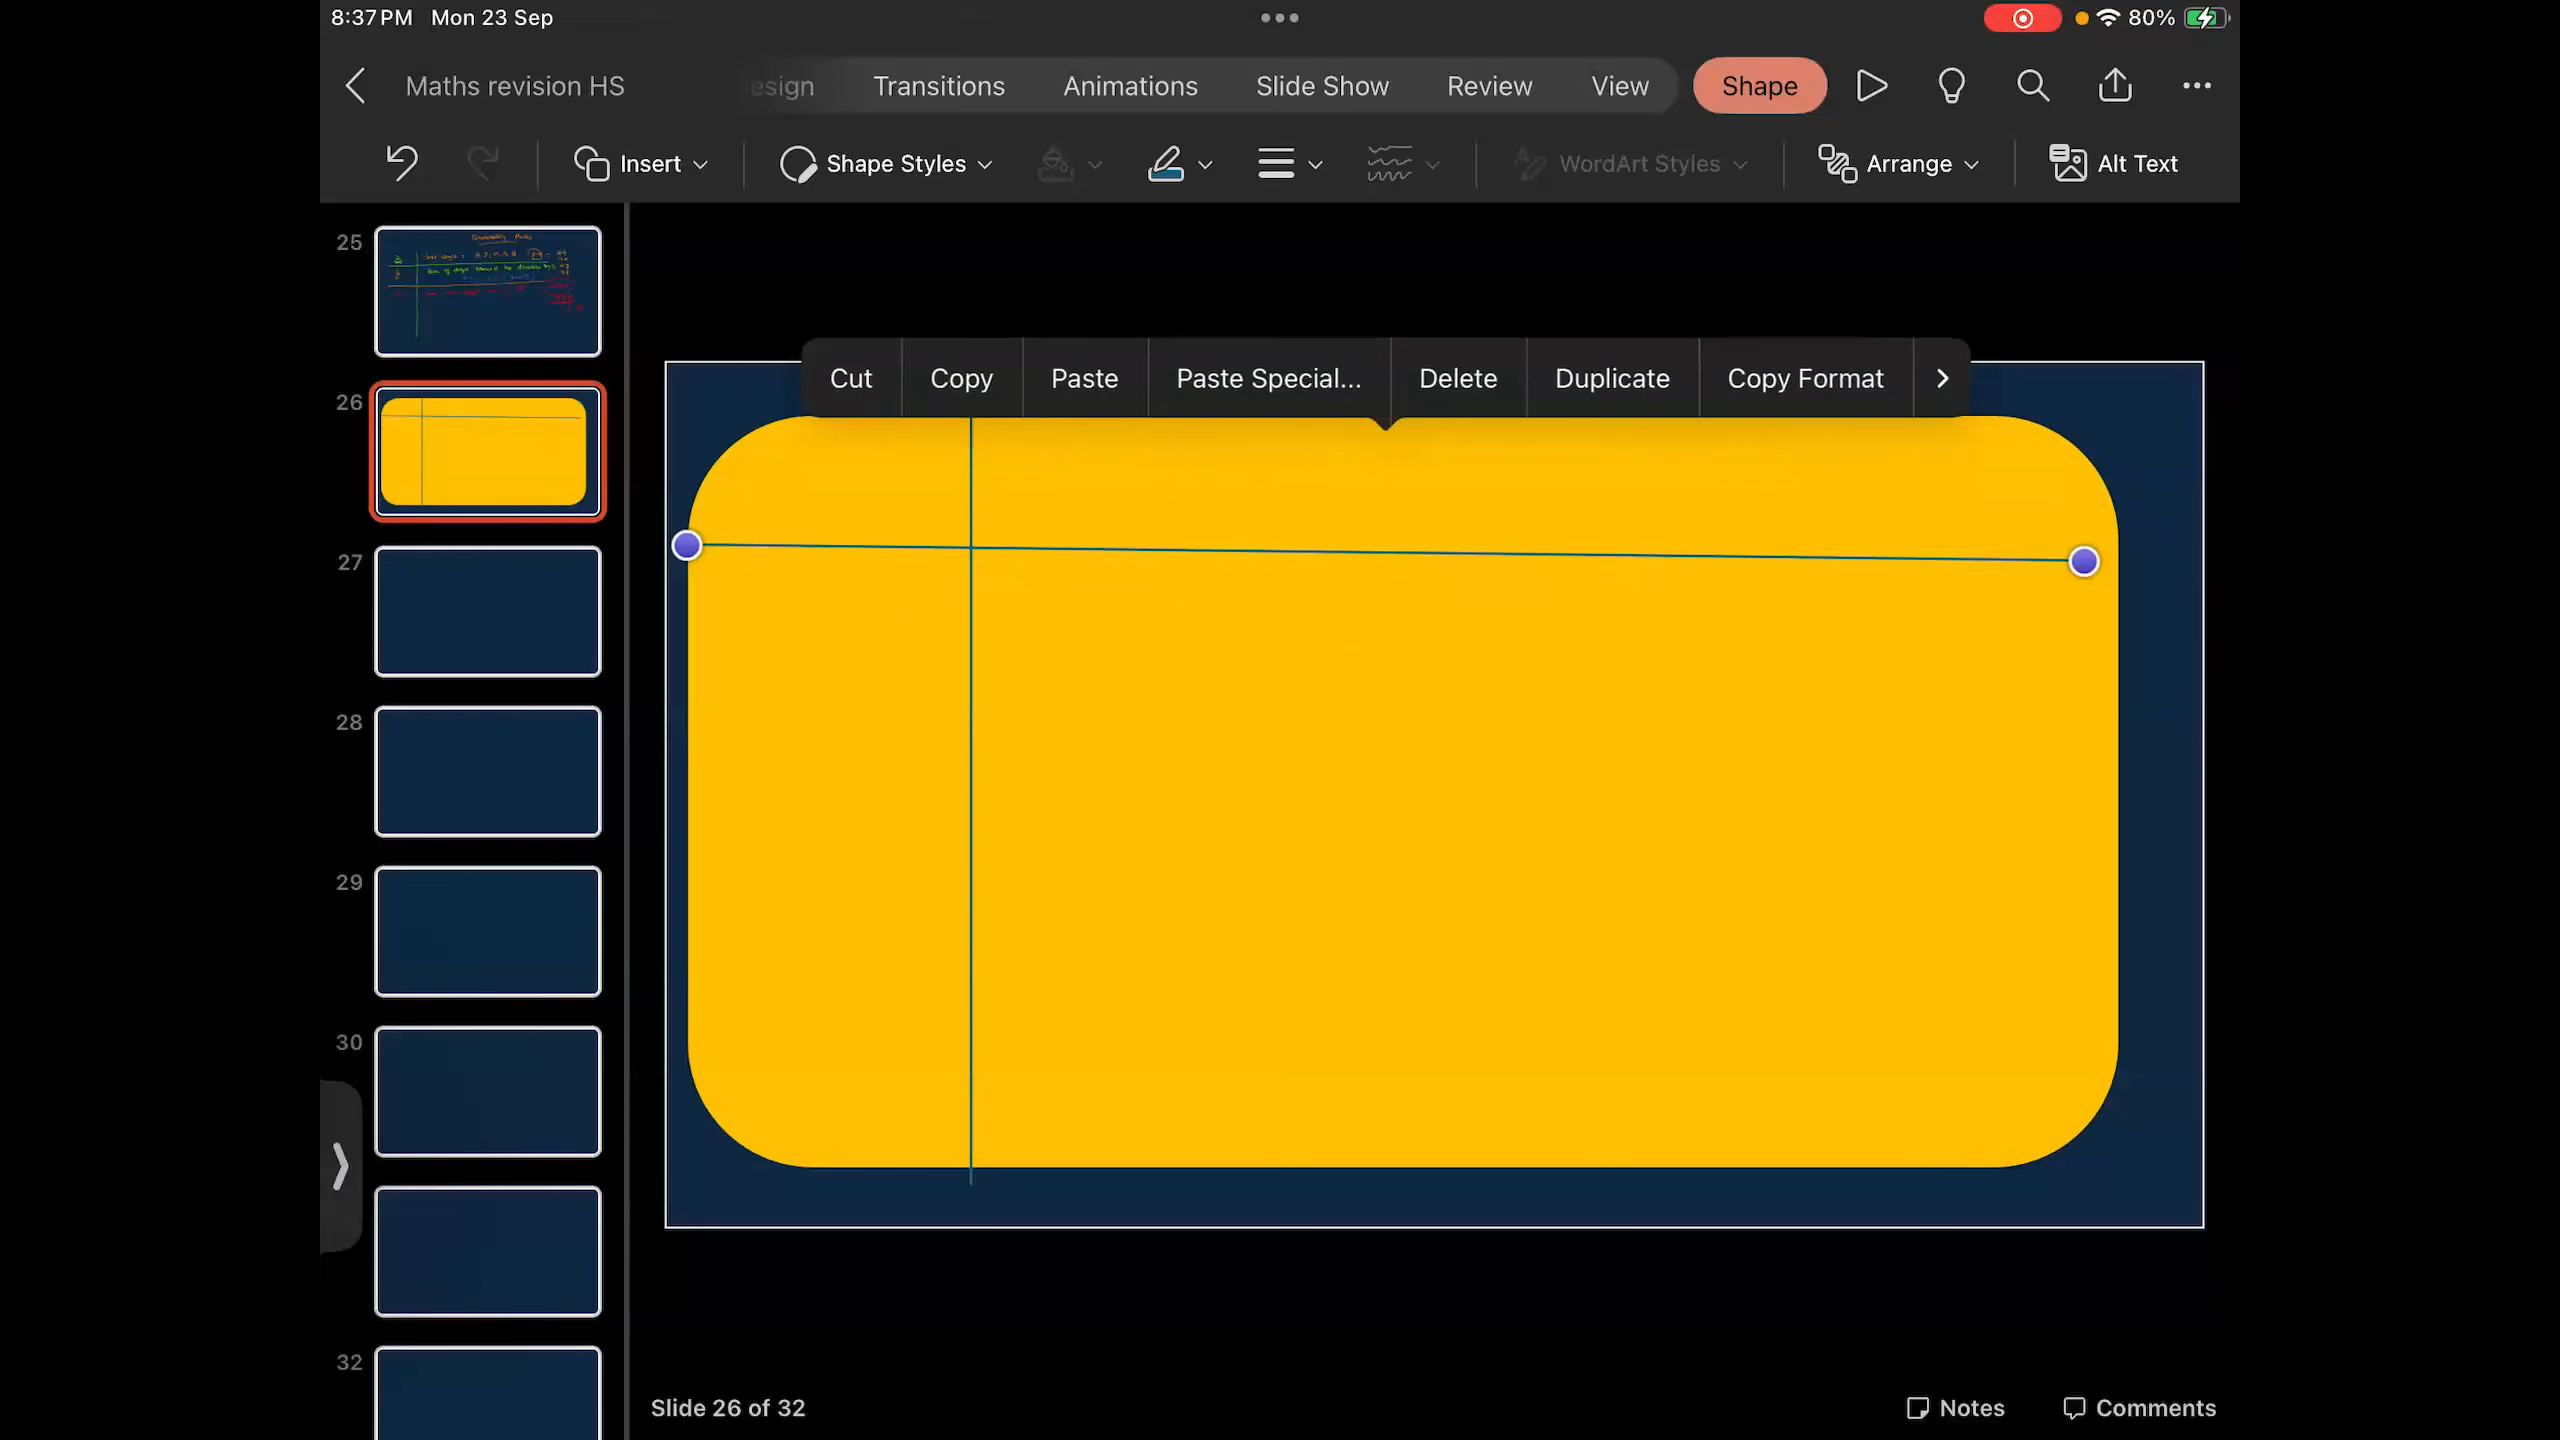 8:37 PM Mon 23 Sep
80%
Maths revision HS
esign
Transitions
Animations
Slide Show
Review
View
Shape
Insert
Shape Styles
WordArt Styles
Arrange
Alt Text
Cut
Copy
Paste
Paste Special...
Delete
Duplicate
Copy Format
25
26
27
28
29
30
32
Slide 26 of 32
Notes
Comments